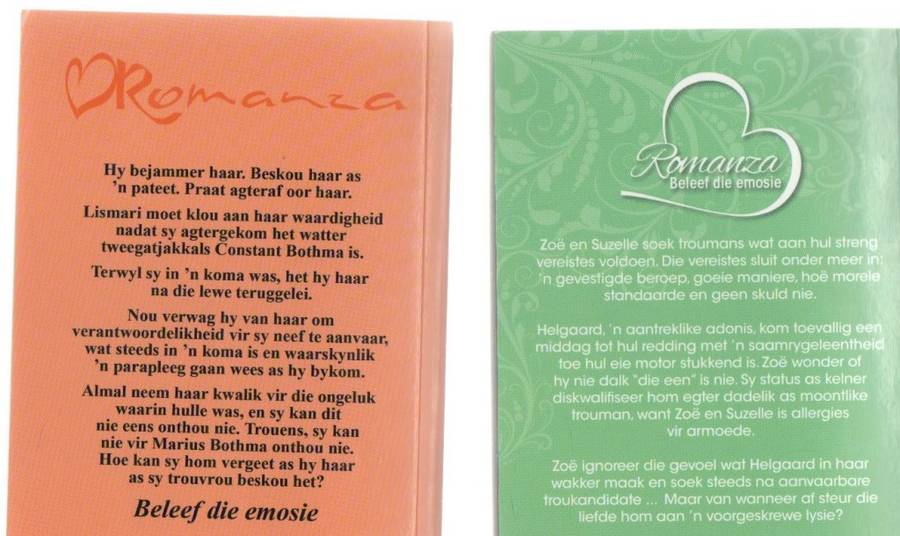 Romanza
Hy bejammer haar. Beskou haar as
'n pateet. Praat agteraf oor haar.
Lismari moet klou aan haar waardigheid
nadat sy agtergekom het watter
tweegatjakkals Constant Bothma is.
Terwyl sy in 'n koma was, het hy haar
na die lewe teruggelei.
Nou verwag hy van haar om
verantwoordelikheid vir sy neef te aanvaar,
wat steeds in 'n koma is en waarskynlik
'n parapleeg gaan wees as hy bykom.
Almal neem haar kwalik vir die ongeluk
waarin hulle was, en sy kan dit
nie eens onthou nie. Trouens, sy kan
nie vir Marius Bothma onthou nie.
Hoe kan sy hom vergeet as hy haar
as sy trouvrou beskou het?
Beleef die emosie
Romanza
Beleef die emosie
Zoë en Suzelle soek troumans wat aan hul streng
vereistes voldoen. Die vereistes sluit onder meer in:
'n gevestigde beroep, goeie maniere, hoë morele
standaarde en geen skuld nie.
Helgaard, 'n aantreklike adonis, kom toevallig een
middag tot hul redding met 'n saamrygeleentheid
toe hul eie motor stukkend is. Zoë wonder of
hy nie dalk "die een" is nie. Sy status as kelner
diskwalifiseer hom egter dadelik as moontlike
trouman, want Zoë en Suzelle is allergies
vir armoede.
Zoë ignoreer die gevoel wat Helgaard in haar
wakker maak en soek steeds na aanvaarbare
troukandidate ... Maar van wanneer af steur die
liefde hom aan 'n voorgeskrewe lysie?